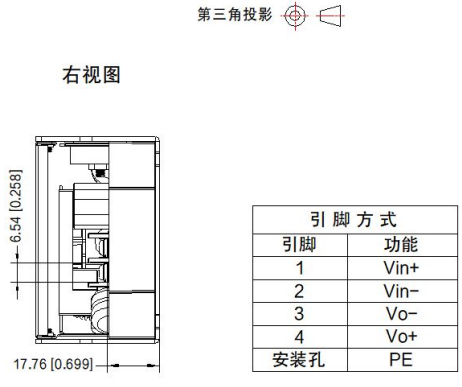 第三角投影
右视图
6.54 [0.258]
17.76 [0.699]
引脚方式
引脚 功能
1 Vin+
2 Vin−
3 Vo−
4 Vo+
安装孔 PE